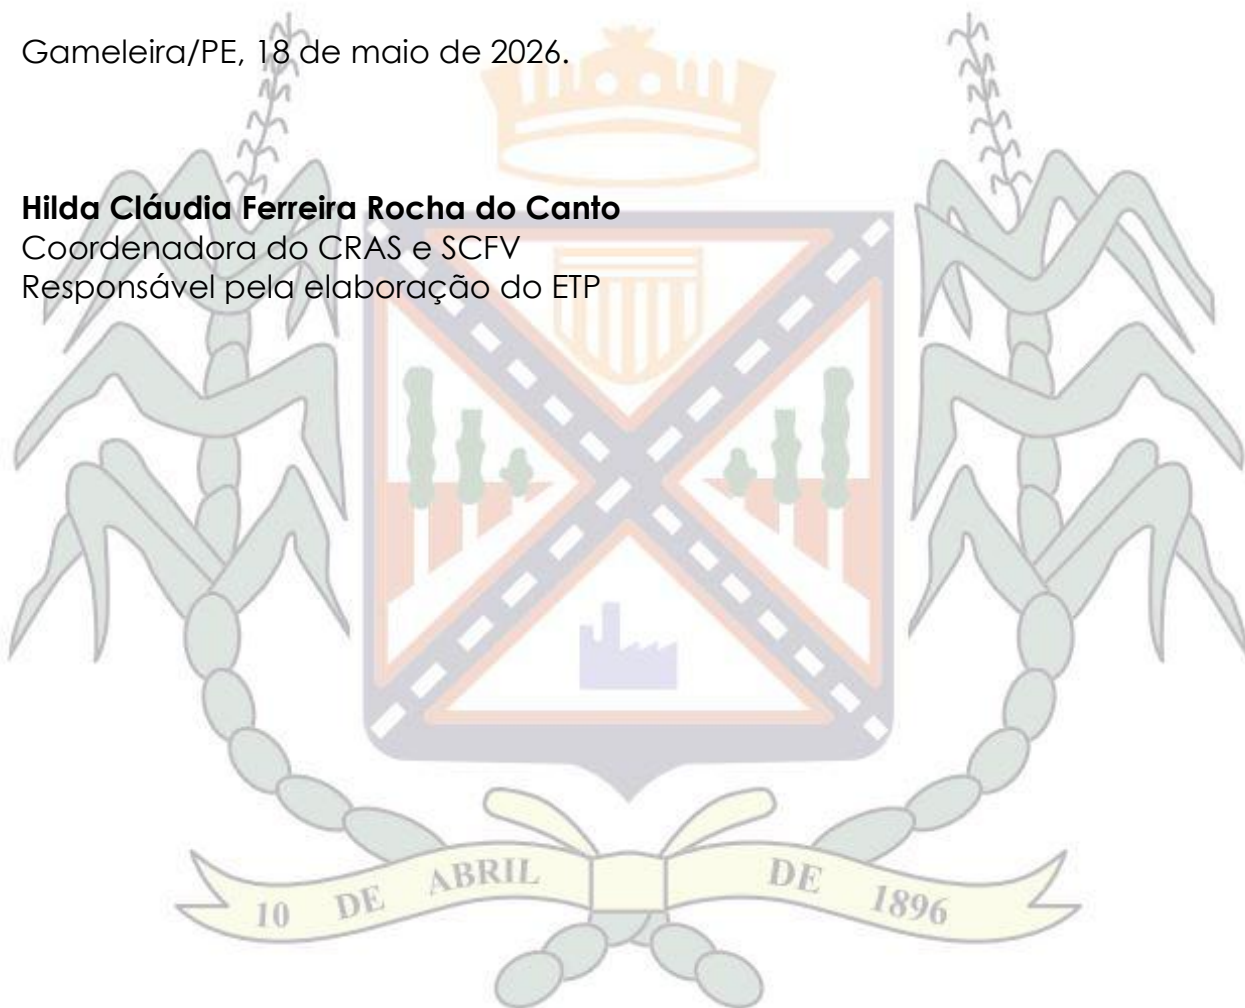 Gameleira/PE, 18 de maio de 2026.
Hilda Cláudia Ferreira Rocha do Canto
Coordenadora do CRAS e SCFV
Responsável pela elaboração do ETP
10 DE ABRIL DE 1896